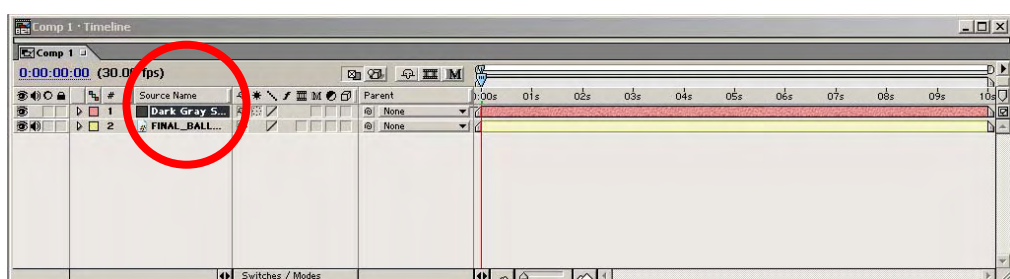 Comp 1 · Timeline
Comp 1
0:00:00:00 (30.00 fps) M
# Source Name M Parent :00s 01s 02s 03s 04s 05s 06s 07s 08s 09s 10s
1 Dark Gray S... None
2 FINAL_BALL... None
Switches / Modes